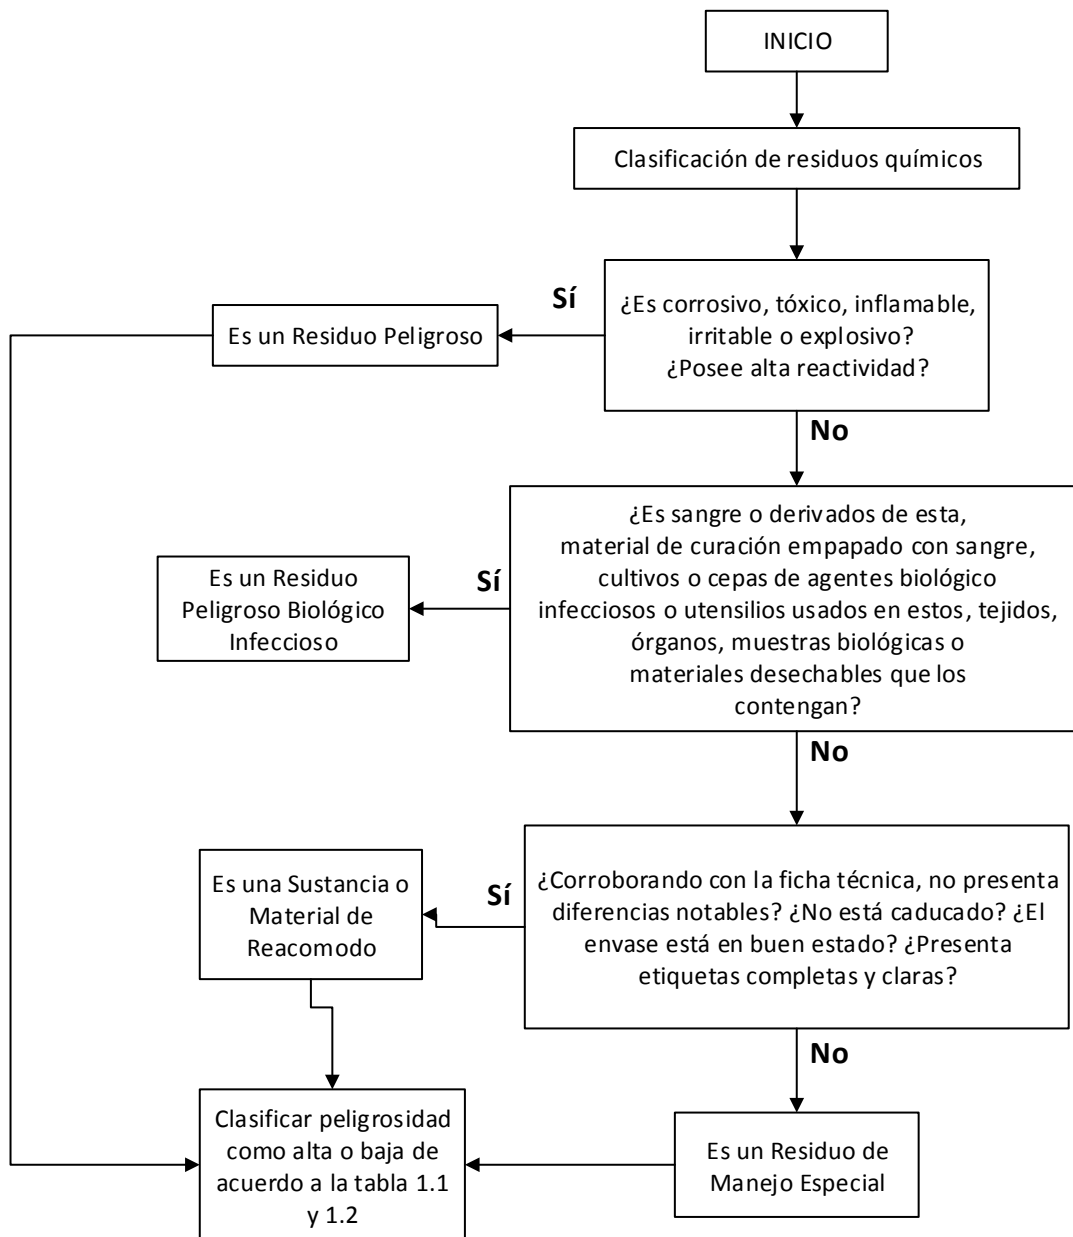 INICIO
Clasificación de residuos químicos
Sí
¿Es corrosivo, tóxico, inflamable,
irritable o explosivo?
¿Posee alta reactividad?
Es un Residuo Peligroso
No
¿Es sangre o derivados de esta,
material de curación empapado con sangre,
cultivos o cepas de agentes biológico
infecciosos o utensilios usados en estos, tejidos,
órganos, muestras biológicas o
materiales desechables que los
contengan?
Sí
Es un Residuo
Peligroso Biológico
Infeccioso
No
¿Corroborando con la ficha técnica, no presenta
diferencias notables? ¿No está caducado? ¿El
envase está en buen estado? ¿Presenta
etiquetas completas y claras?
Sí
Es una Sustancia o
Material de
Reacomodo
No
Es un Residuo de
Manejo Especial
Clasificar peligrosidad
como alta o baja de
acuerdo a la tabla 1.1
y 1.2